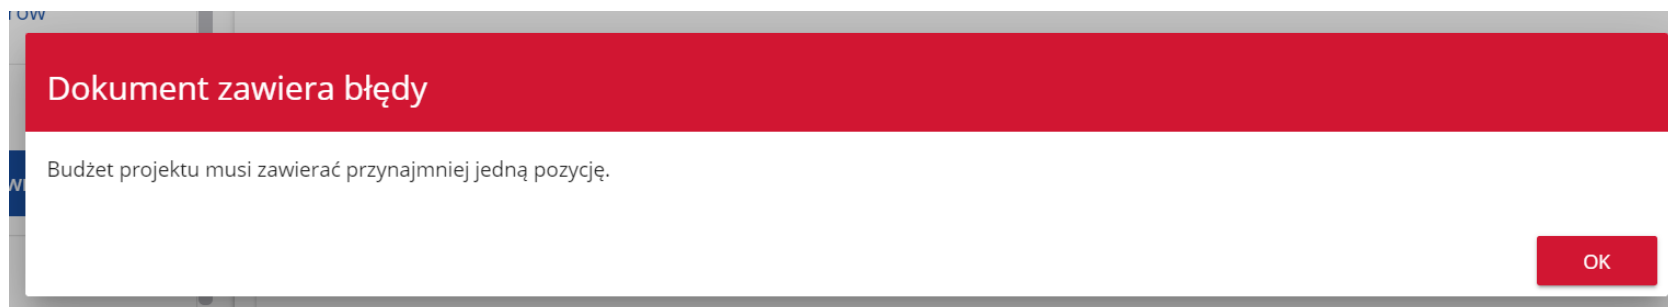 Dokument zawiera błędy
Budżet projektu musi zawierać przynajmniej jedną pozycję.
OK